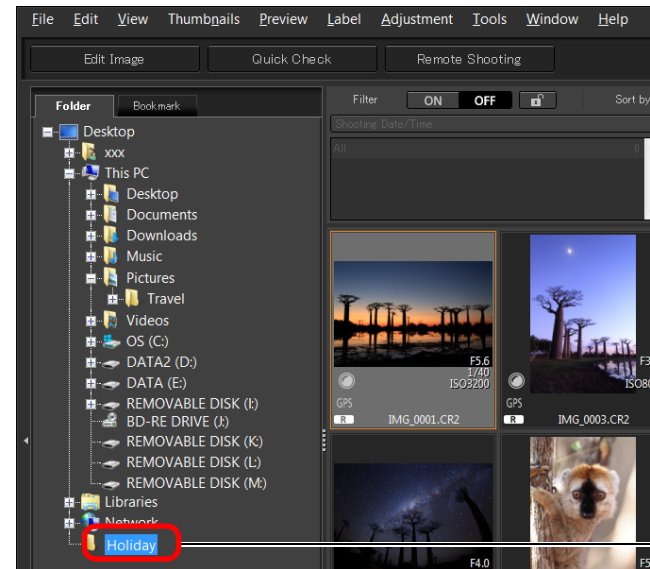 File Edit View Thumbnails Preview Label Adjustment Tools Window Help
Edit Image Quick Check Remote Shooting
Folder Bookmark
Filter ON OFF Sort by
Shooting Date/Time
All 0
Desktop
xxx
This PC
Desktop
Documents
Downloads
Music
Pictures
Travel
Videos
OS (C:)
DATA2 (D:)
DATA (E:)
REMOVABLE DISK (I:)
BD-RE DRIVE (J:)
REMOVABLE DISK (K:)
REMOVABLE DISK (L:)
REMOVABLE DISK (M:)
Libraries
Network
Holiday
F5.6
1/40
ISO3200
GPS
R IMG_0001.CR2
F3
ISO80
GPS
R IMG_0003.CR2
F4.0
F5